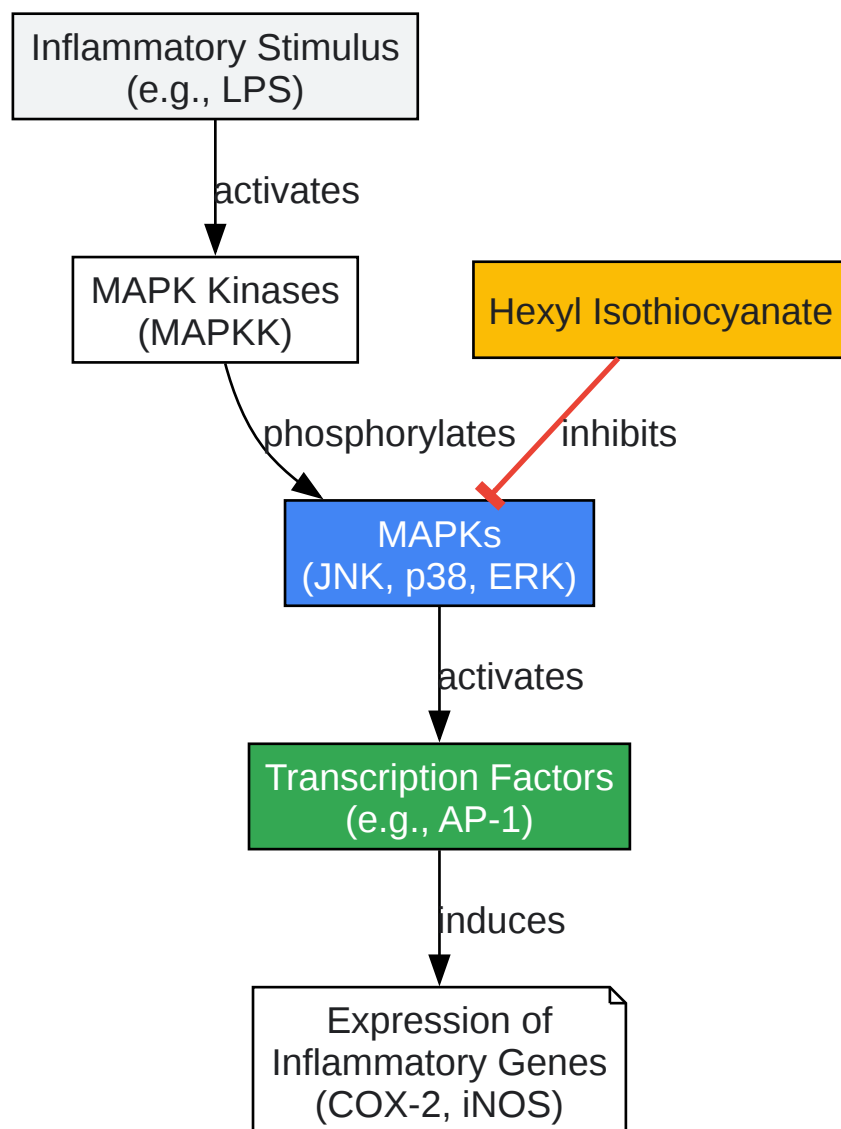 Inflammatory Stimulus
(e.g., LPS)
activates
MAPK Kinases
(MAPKK)
Hexyl Isothiocyanate
phosphorylates
inhibits
MAPKs
(JNK, p38, ERK)
activates
Transcription Factors
(e.g., AP-1)
induces
Expression of
Inflammatory Genes
(COX-2, iNOS)